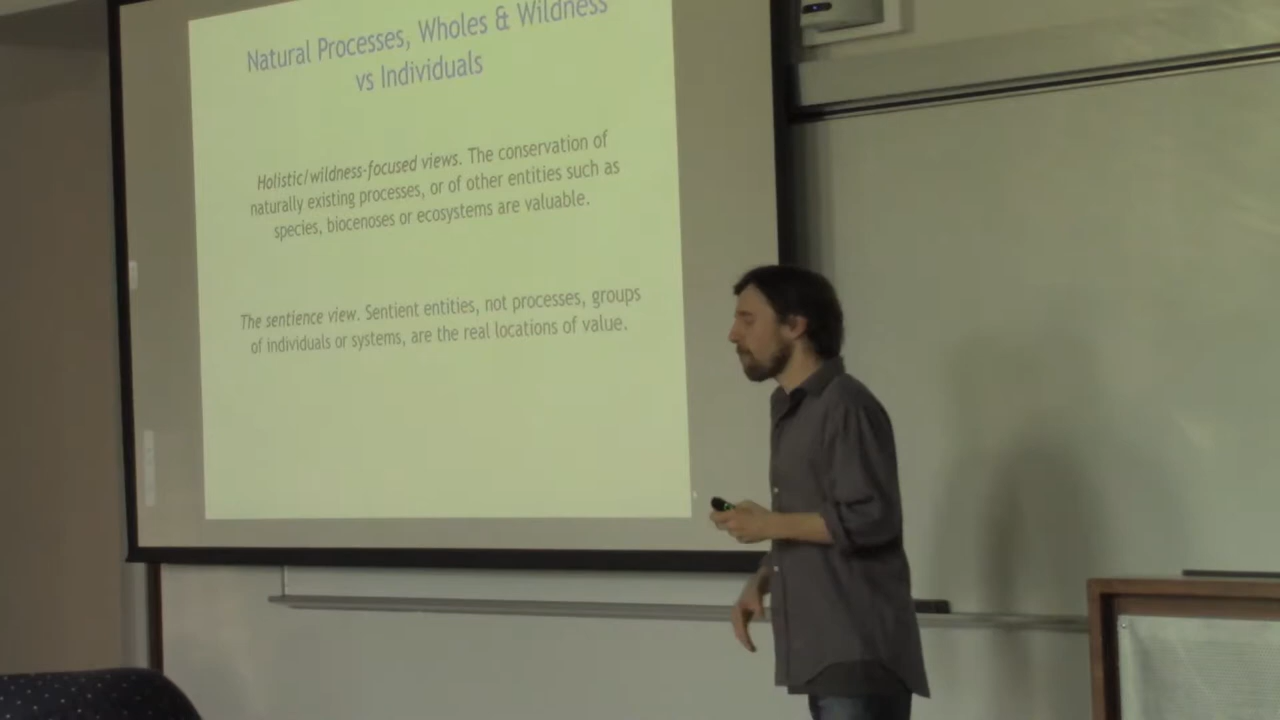 Natural Processes, Wholes & Wildness
vs Individuals
Holistic/wildness-focused views. The conservation of
naturally existing processes, or of other entities such as
species, biocenoses or ecosystems are valuable.
The sentience view. Sentient entities, not processes, groups
of individuals or systems, are the real locations of value.